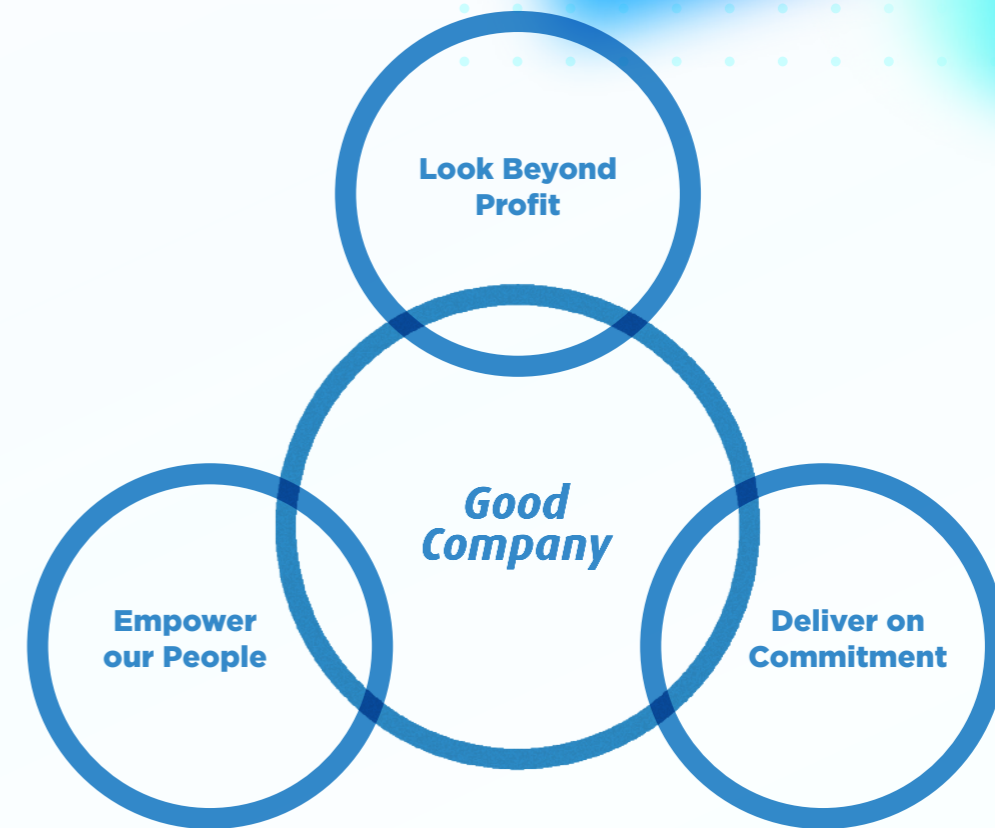 Look Beyond
Profit
Good
Company
Empower
our People
Deliver on
Commitment